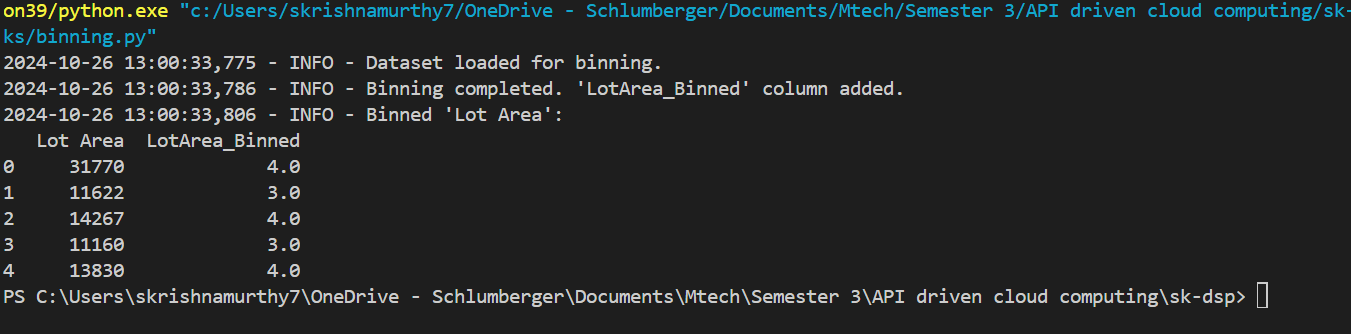 on39/python.exe "c:/Users/skrishnamurthy7/OneDrive - Schlumberger/Documents/Mtech/Semester 3/API driven cloud computing/sk-
ks/binning.py"
2024-10-26 13:00:33,775 - INFO - Dataset loaded for binning.
2024-10-26 13:00:33,786 - INFO - Binning completed. 'LotArea_Binned' column added.
2024-10-26 13:00:33,806 - INFO - Binned 'Lot Area':
   Lot Area  LotArea_Binned
0     31770             4.0
1     11622             3.0
2     14267             4.0
3     11160             3.0
4     13830             4.0
PS C:\Users\skrishnamurthy7\OneDrive - Schlumberger\Documents\Mtech\Semester 3\API driven cloud computing\sk-dsp>